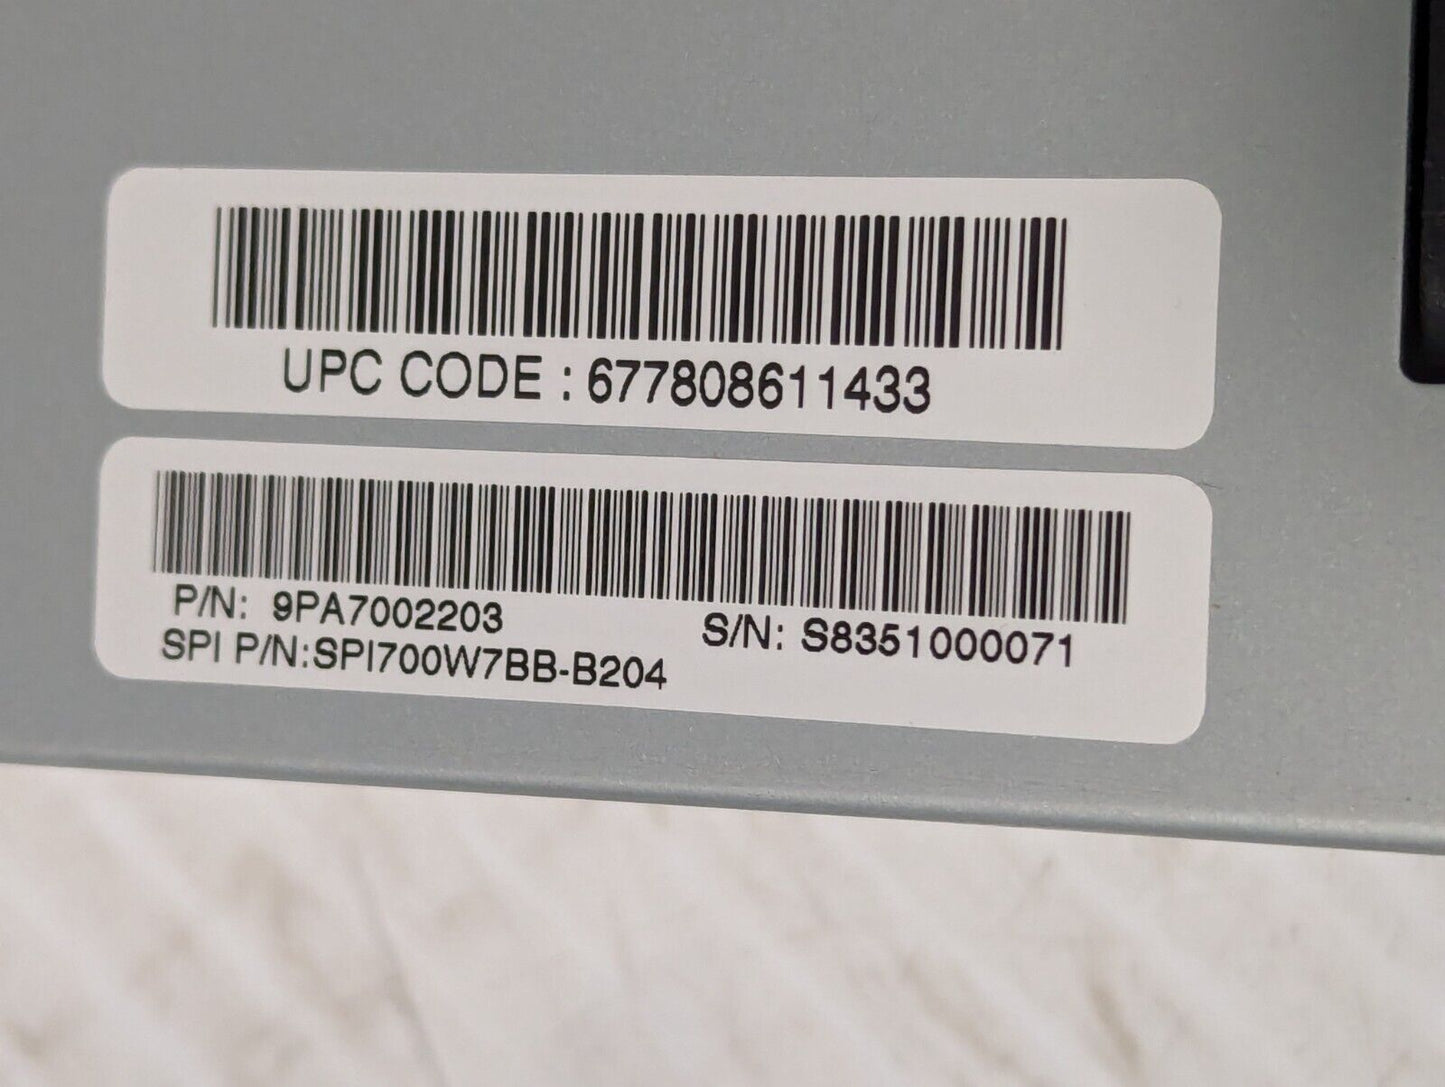 UPC CODE : 677808611433
P/N: 9PA7002203
S/N: S8351000071
SPI P/N:SPI700W7BB-B204